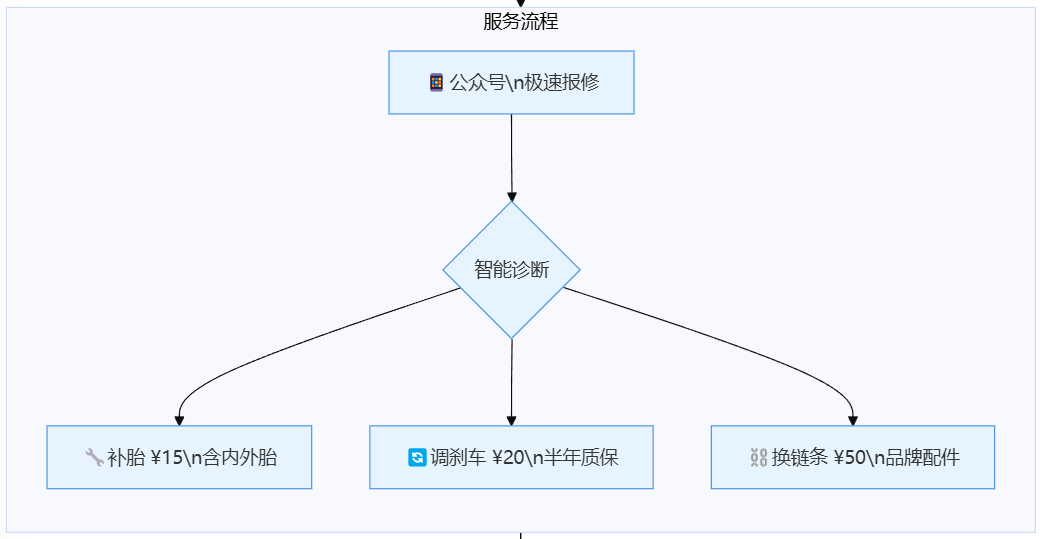 服务流程
📱 公众号\n极速报修
智能诊断
🔧 补胎 ¥15\n含内外胎
🔄 调刹车 ¥20\n半年质保
⛓ 换链条 ¥50\n品牌配件